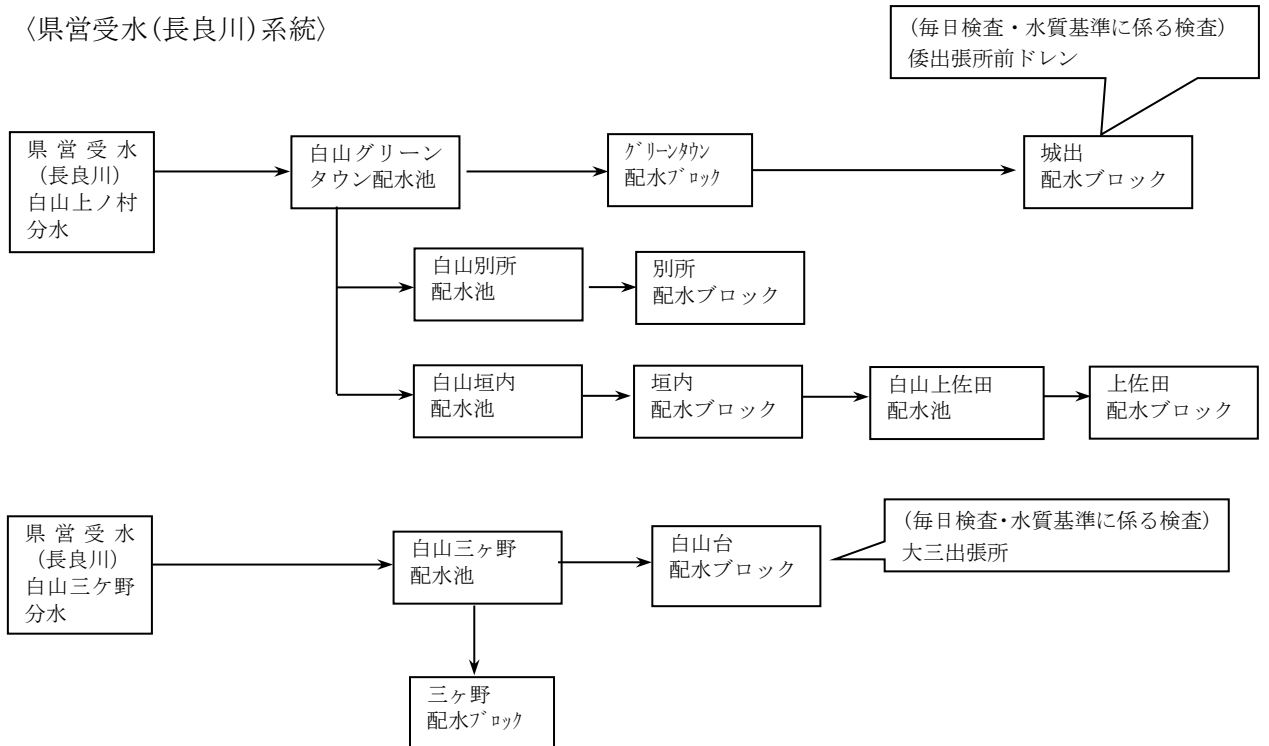 〈県営受水(長良川)系統〉
(毎日検査・水質基準に係る検査)
倭出張所前ドレン
県営受水
(長良川)
白山上ノ村
分水
白山グリーン
タウン配水池
ｸﾞﾘｰﾝﾀｳﾝ
配水ﾌﾞﾛｯｸ
城出
配水ブロック
白山別所
配水池
別所
配水ブロック
白山垣内
配水池
垣内
配水ブロック
白山上佐田
配水池
上佐田
配水ブロック
県営受水
(長良川)
白山三ケ野
分水
白山三ヶ野
配水池
白山台
配水ブロック
(毎日検査・水質基準に係る検査)
大三出張所
三ヶ野
配水ﾌﾞﾛｯｸ